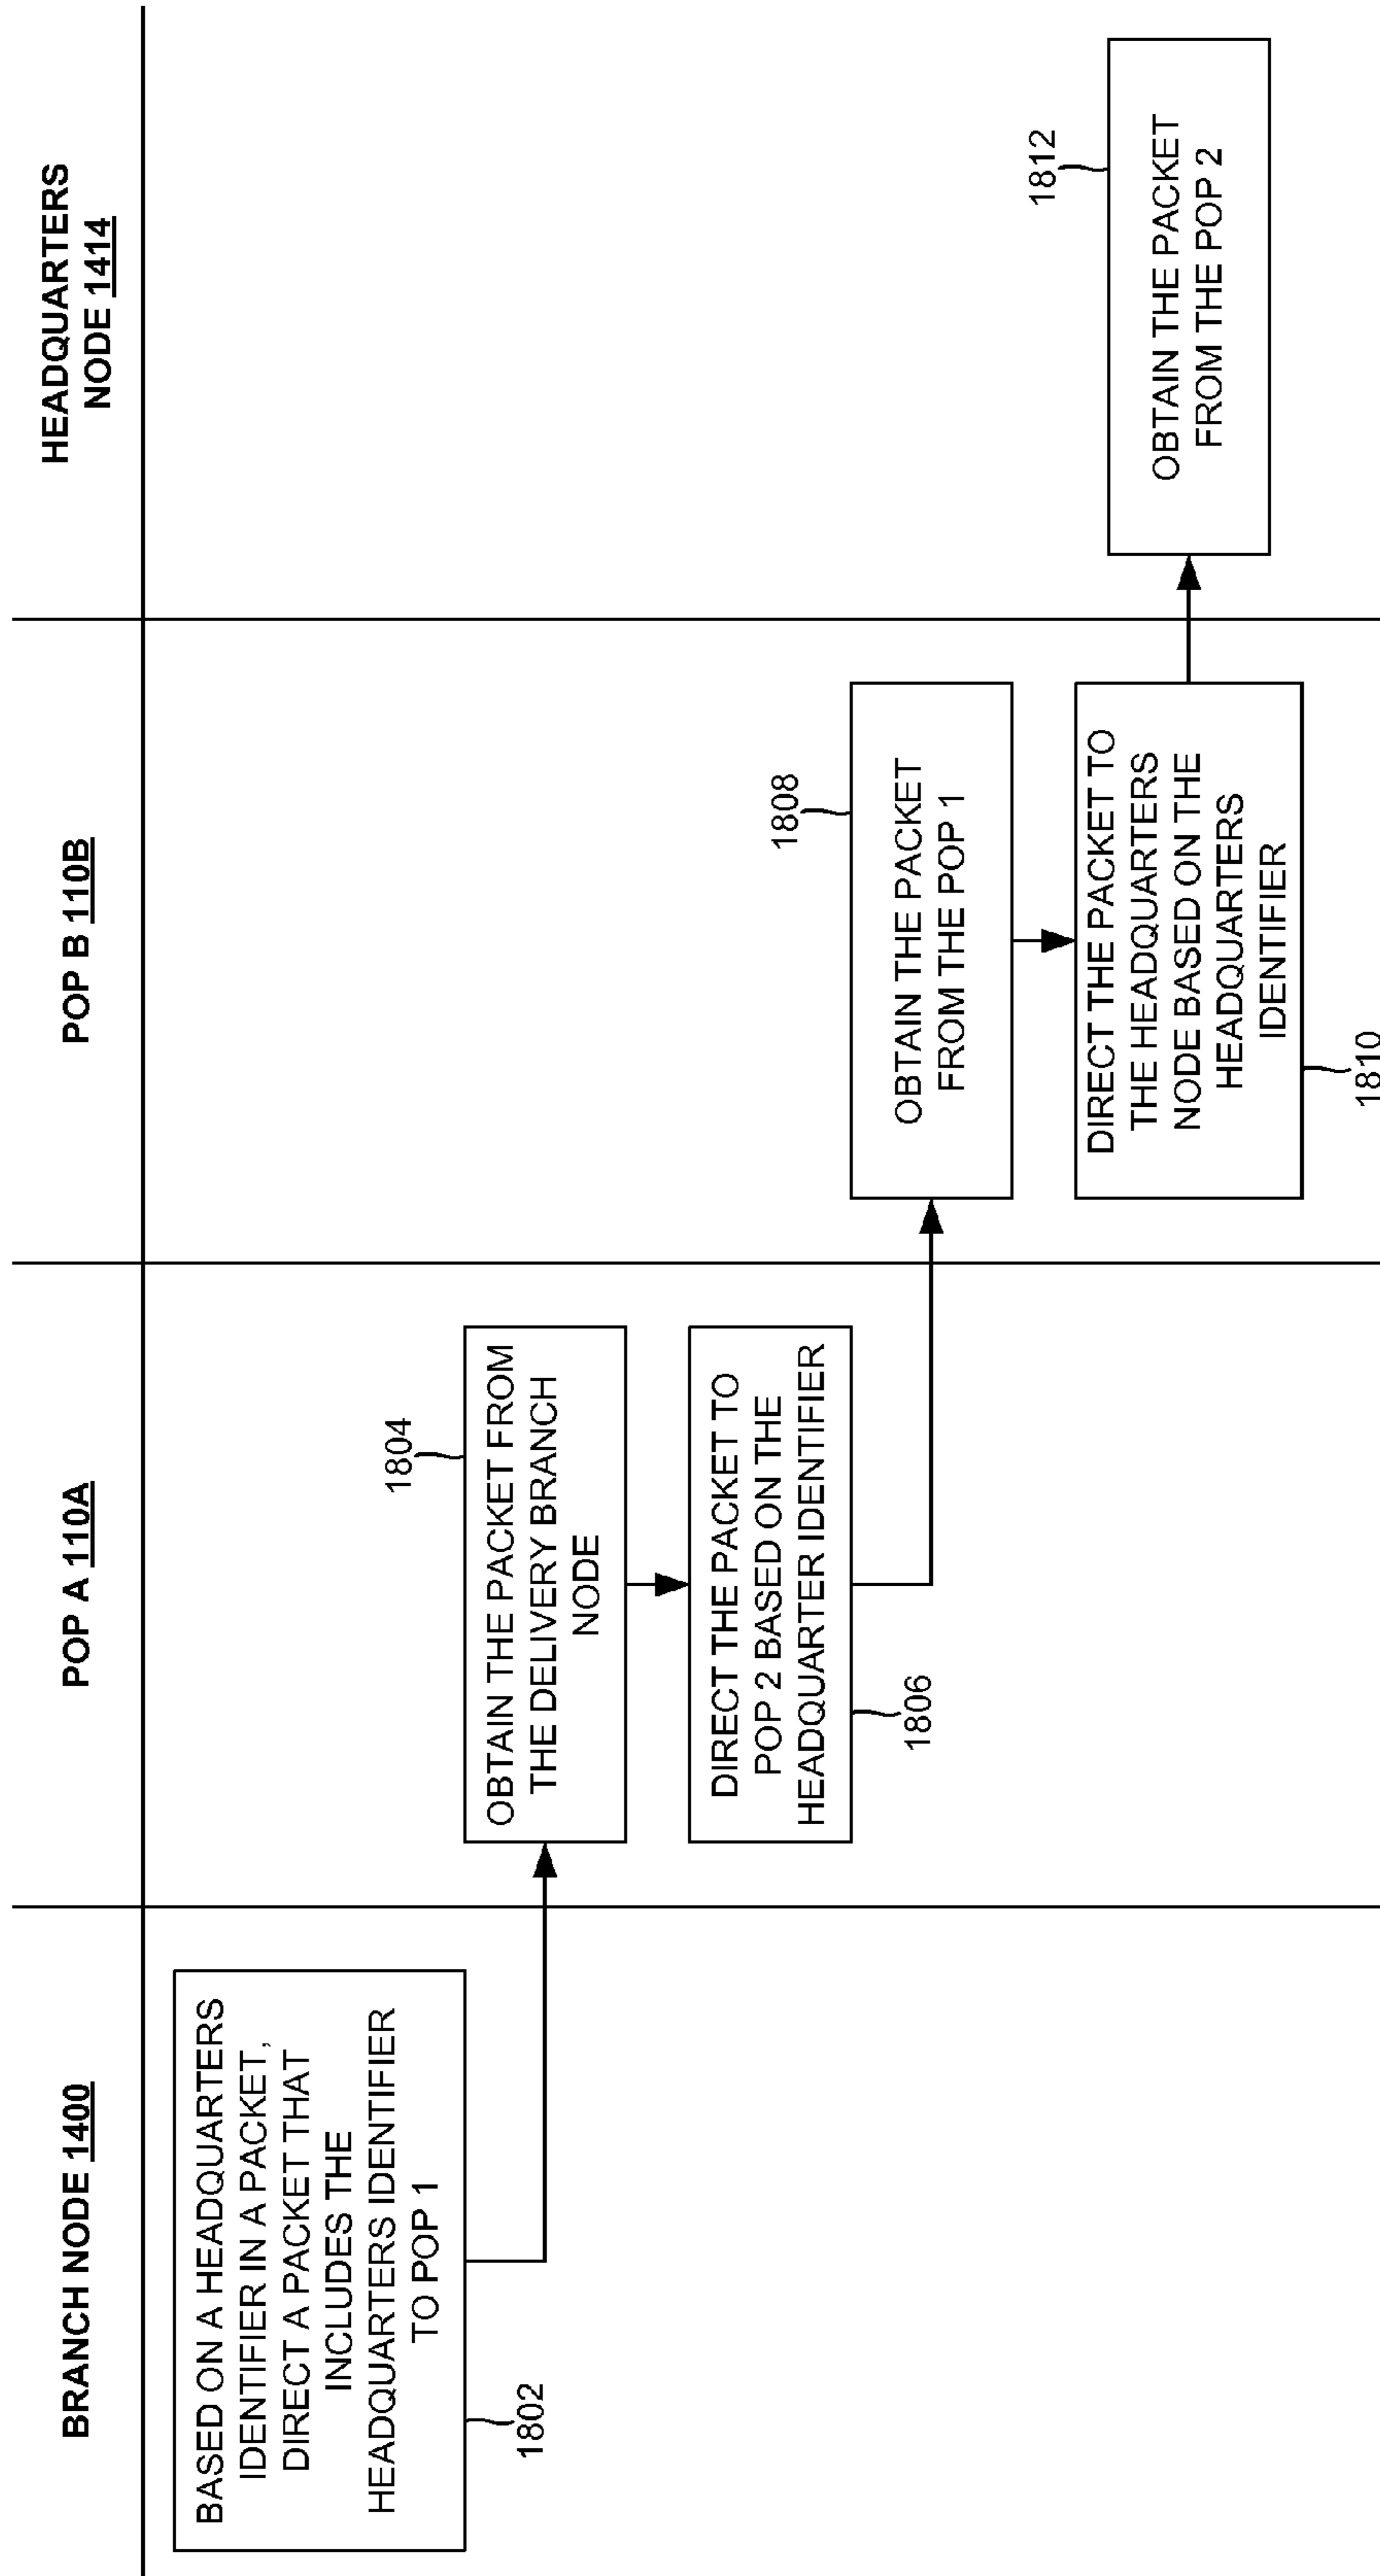 BRANCH NODE 1400
POP A 110A
POP B 110B
HEADQUARTERS
NODE 1414
BASED ON A HEADQUARTERS
IDENTIFIER IN A PACKET,
DIRECT A PACKET THAT
INCLUDES THE
HEADQUARTERS IDENTIFIER
TO POP 1
1802
1804
OBTAIN THE PACKET FROM
THE DELIVERY BRANCH
NODE
DIRECT THE PACKET TO
POP 2 BASED ON THE
HEADQUARTER IDENTIFIER
1806
1808
OBTAIN THE PACKET
FROM THE POP 1
DIRECT THE PACKET TO
THE HEADQUARTERS
NODE BASED ON THE
HEADQUARTERS
IDENTIFIER
1810
1812
OBTAIN THE PACKET
FROM THE POP 2